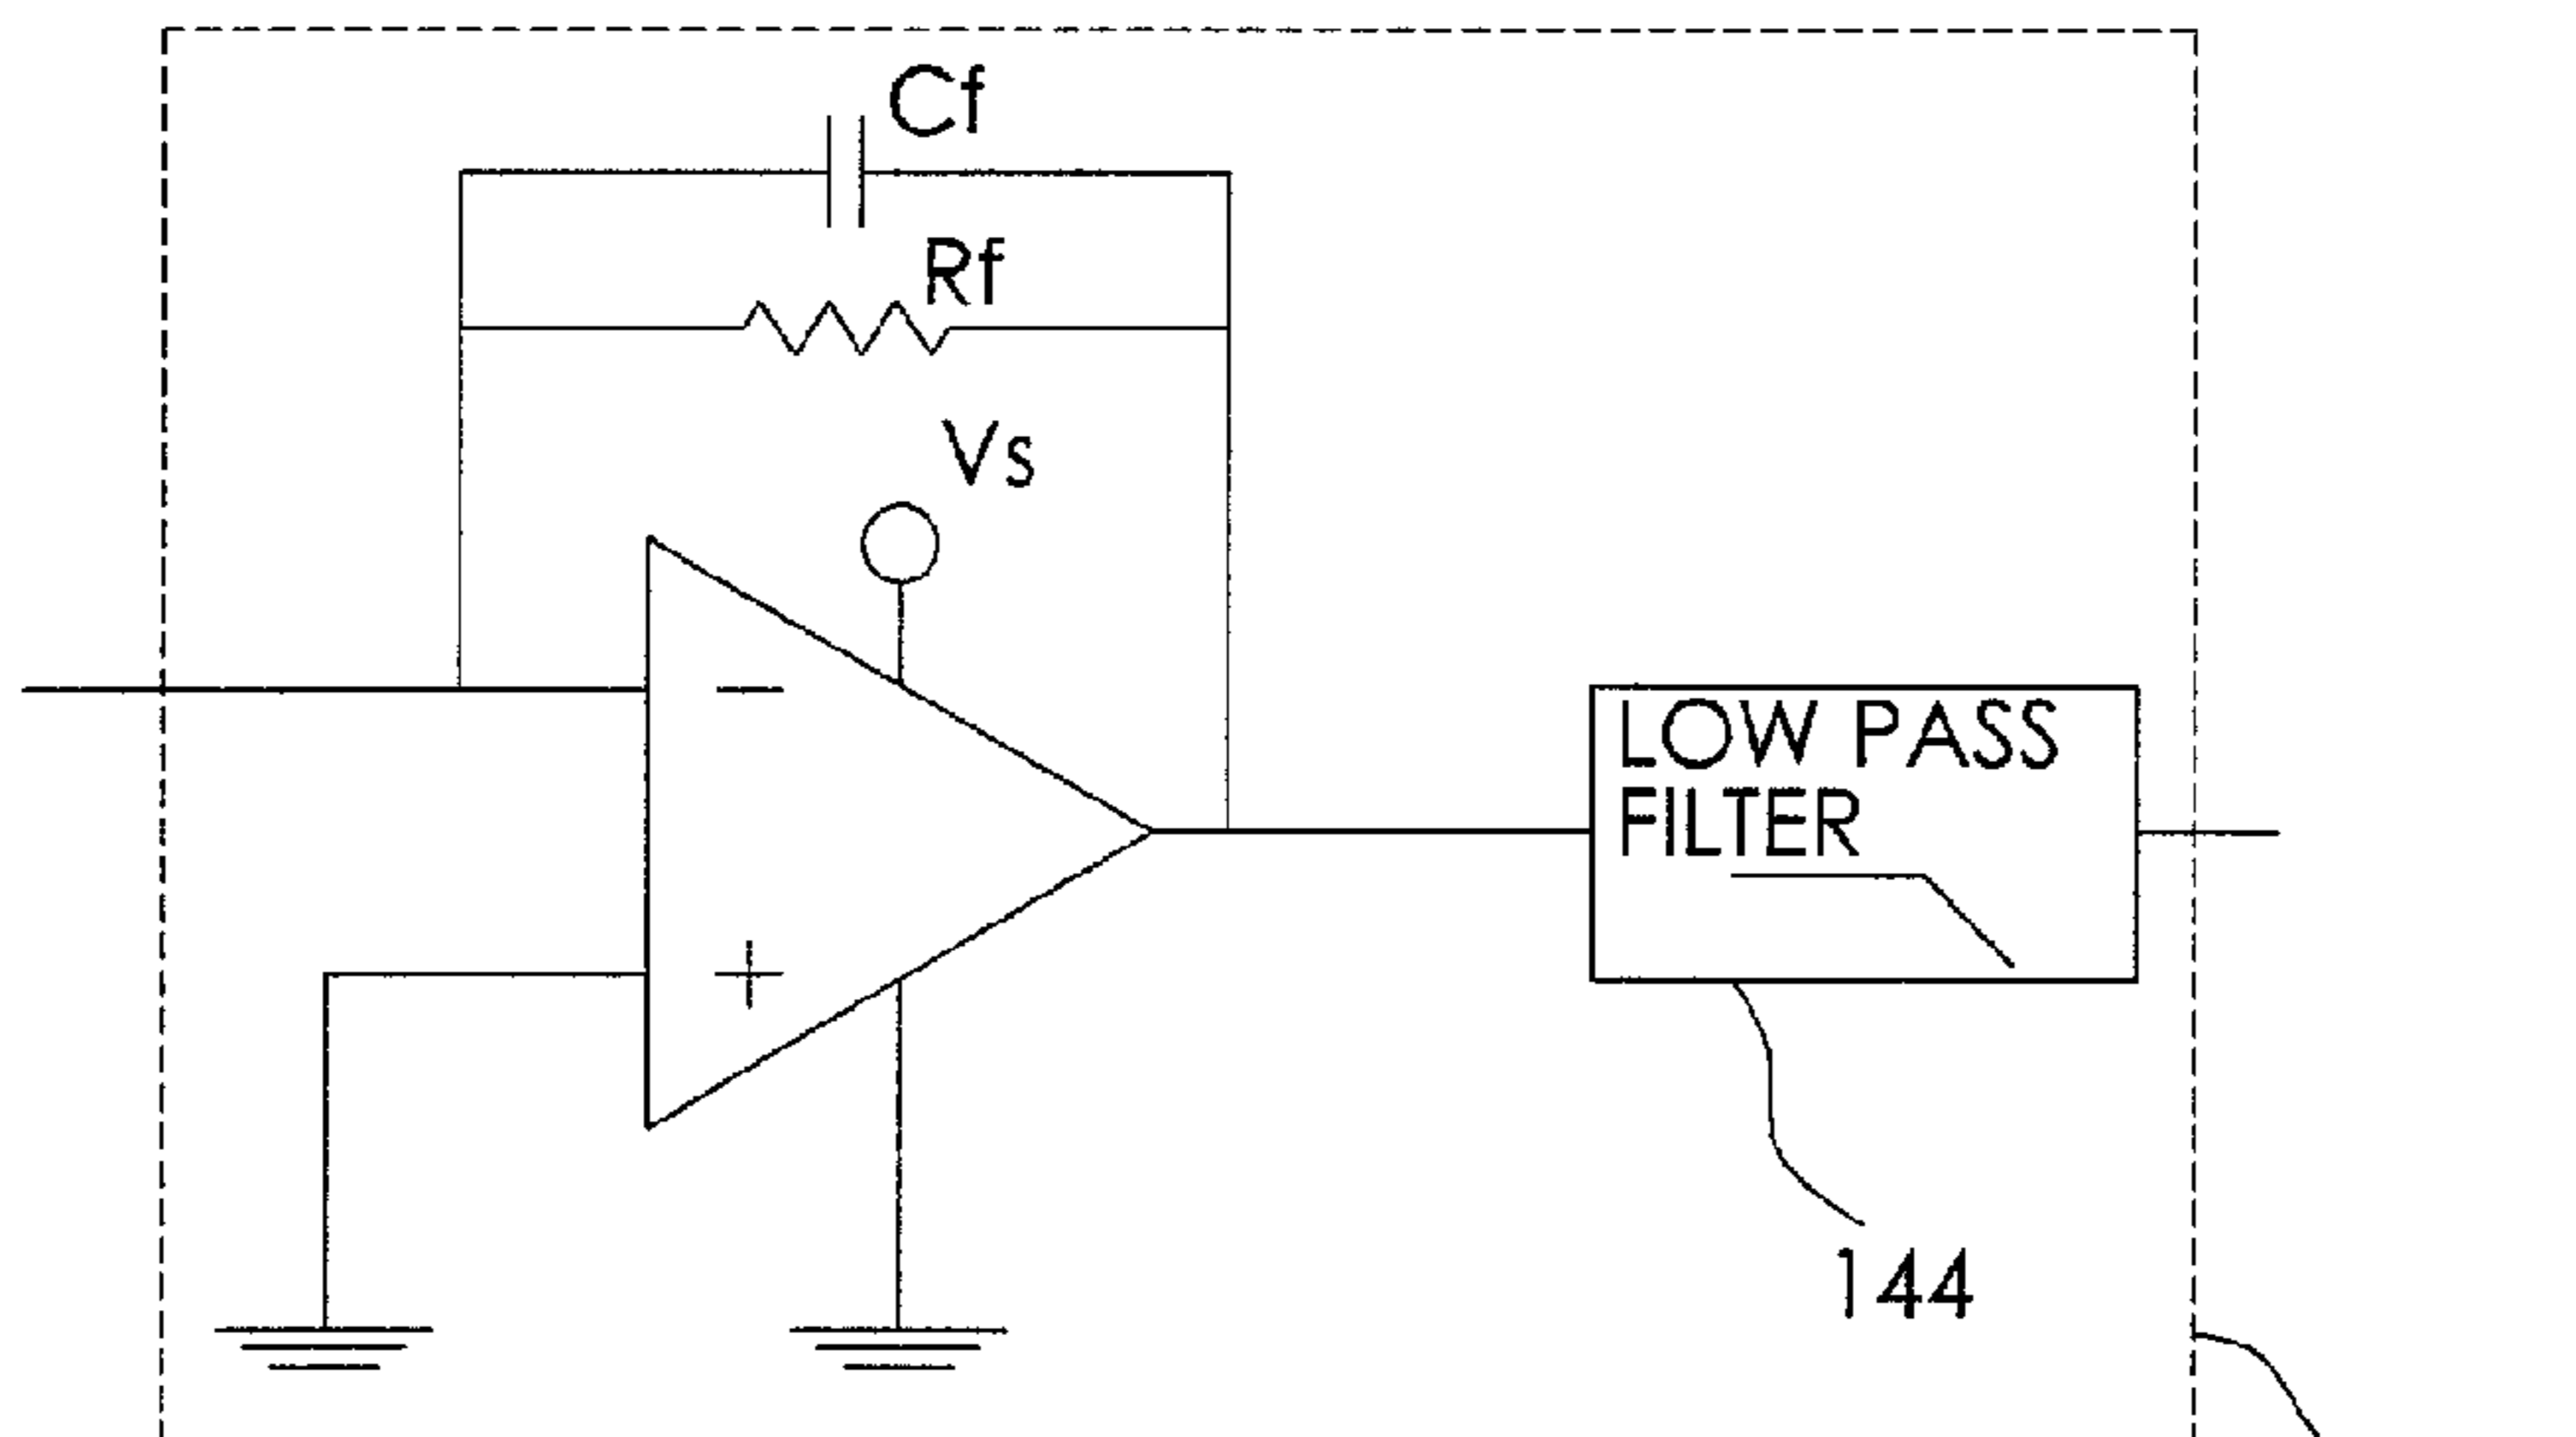 Cf
Rf
Vs
−
+
LOW PASS
FILTER
144